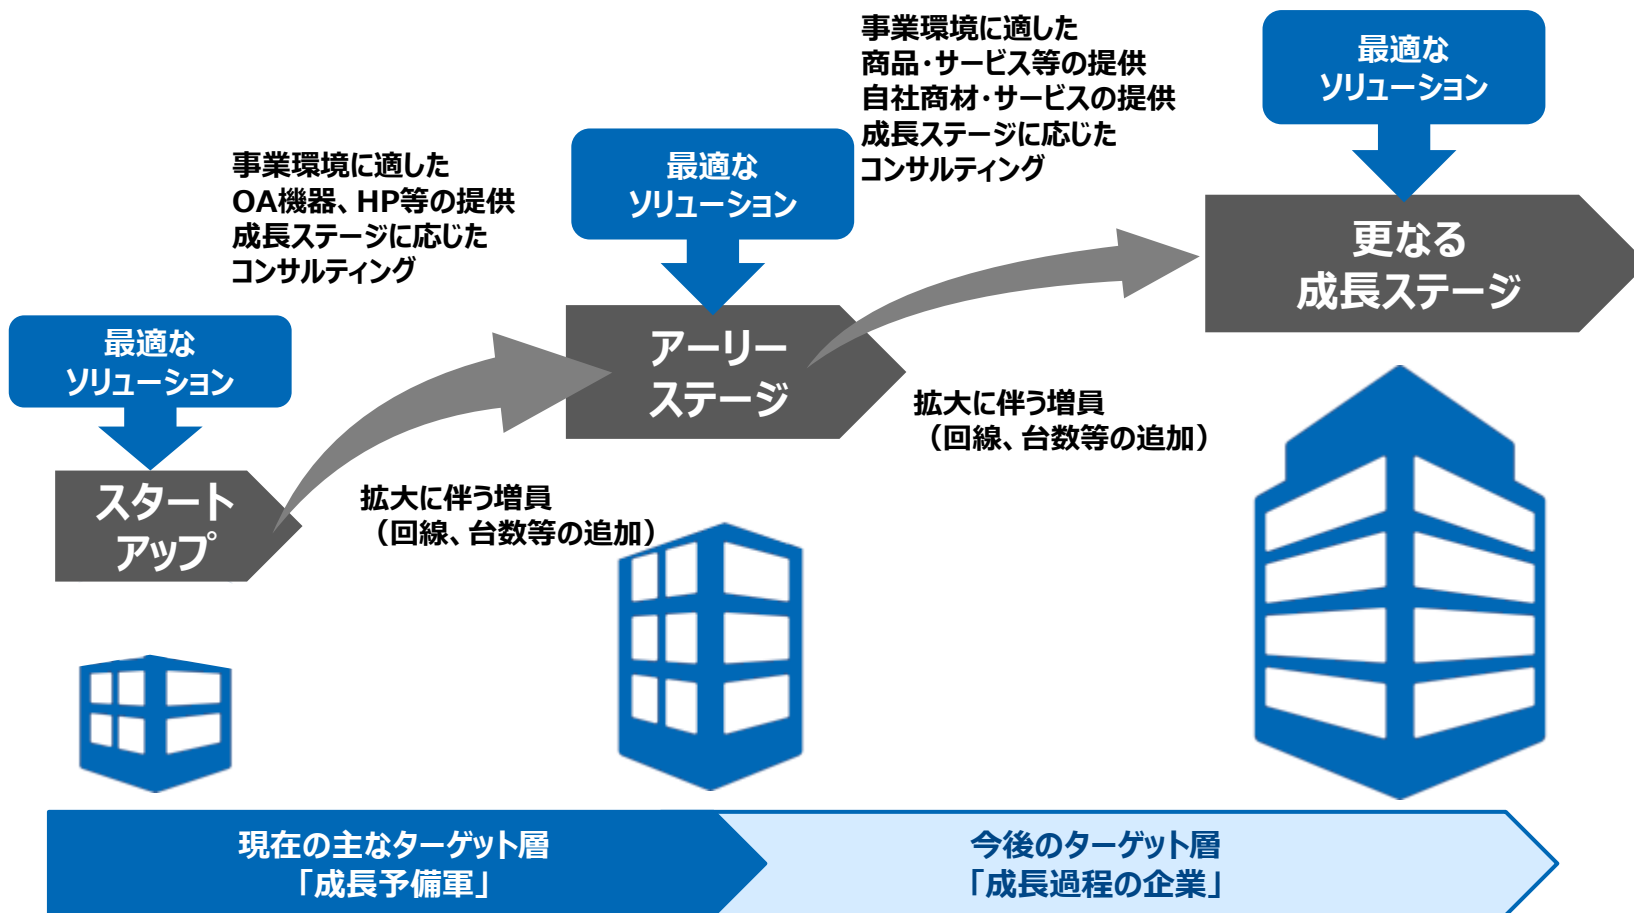 事業環境に適した
商品・サービス等の提供
自社商材・サービスの提供
成長ステージに応じた
コンサルティング
最適な
ソリューション
事業環境に適した
OA機器、HP等の提供
成長ステージに応じた
コンサルティング
最適な
ソリューション
更なる
成長ステージ
最適な
ソリューション
アーリー
ステージ
拡大に伴う増員
（回線、台数等の追加）
スタート
アップ
拡大に伴う増員
（回線、台数等の追加）
現在の主なターゲット層
「成長予備軍」
今後のターゲット層
「成長過程の企業」